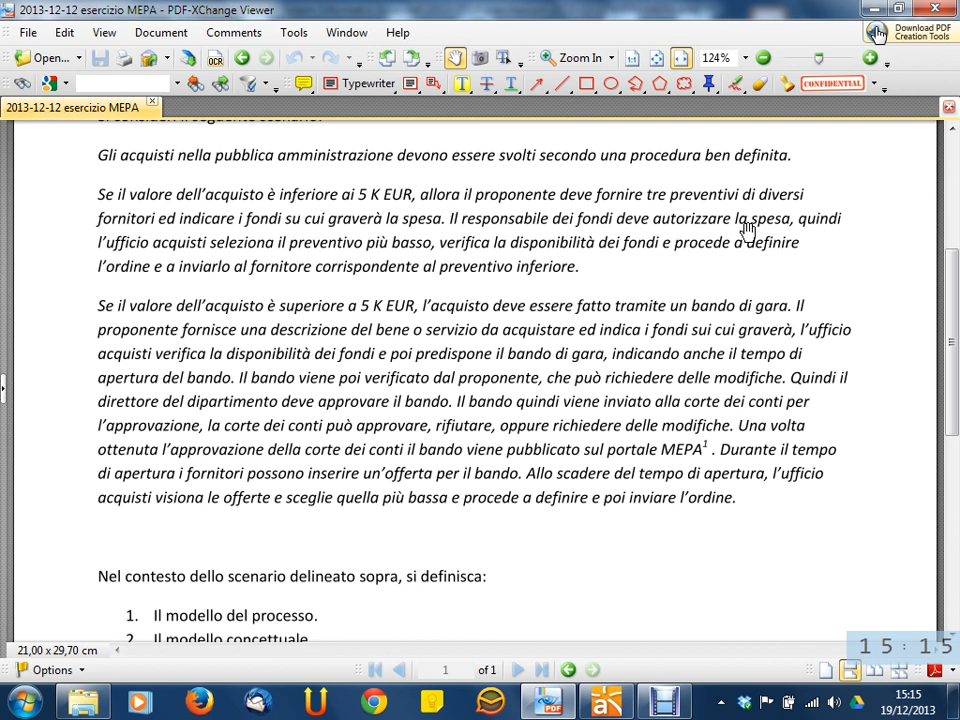 2013-12-12 esercizio MEPA - PDF-XChange Viewer
File Edit View Document Comments Tools Window Help
Download PDF
Creation Tools
Open... OCR Zoom In 124%
Typewriter CONFIDENTIAL
2013-12-12 esercizio MEPA
Si consideri il seguente scenario:
Gli acquisti nella pubblica amministrazione devono essere svolti secondo una procedura ben definita.
Se il valore dell'acquisto è inferiore ai 5 K EUR, allora il proponente deve fornire tre preventivi di diversi
fornitori ed indicare i fondi su cui graverà la spesa. Il responsabile dei fondi deve autorizzare la spesa, quindi
l'ufficio acquisti seleziona il preventivo più basso, verifica la disponibilità dei fondi e procede a definire
l'ordine e a inviarlo al fornitore corrispondente al preventivo inferiore.
Se il valore dell'acquisto è superiore a 5 K EUR, l'acquisto deve essere fatto tramite un bando di gara. Il
proponente fornisce una descrizione del bene o servizio da acquistare ed indica i fondi sui cui graverà, l'ufficio
acquisti verifica la disponibilità dei fondi e poi predispone il bando di gara, indicando anche il tempo di
apertura del bando. Il bando viene poi verificato dal proponente, che può richiedere delle modifiche. Quindi il
direttore del dipartimento deve approvare il bando. Il bando quindi viene inviato alla corte dei conti per
l'approvazione, la corte dei conti può approvare, rifiutare, oppure richiedere delle modifiche. Una volta
ottenuta l'approvazione della corte dei conti il bando viene pubblicato sul portale MEPA¹ . Durante il tempo
di apertura i fornitori possono inserire un'offerta per il bando. Allo scadere del tempo di apertura, l'ufficio
acquisti visiona le offerte e sceglie quella più bassa e procede a definire e poi inviare l'ordine.
Nel contesto dello scenario delineato sopra, si definisca:
1. Il modello del processo.
2. Il modello concettuale
21,00 x 29,70 cm
15:15
Options 1 of 1
15:15
19/12/2013